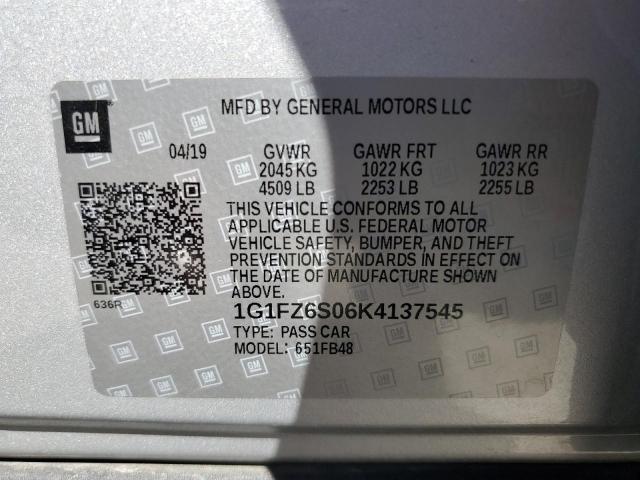 GM
MFD BY GENERAL MOTORS LLC
04/19 GVWR GAWR FRT GAWR RR
2045 KG 1022 KG 1023 KG
4509 LB 2253 LB 2255 LB
THIS VEHICLE CONFORMS TO ALL
APPLICABLE U.S. FEDERAL MOTOR
VEHICLE SAFETY, BUMPER, AND THEFT
PREVENTION STANDARDS IN EFFECT ON
THE DATE OF MANUFACTURE SHOWN
ABOVE.
636R
1G1FZ6S06K4137545
TYPE: PASS CAR
MODEL: 651FB48